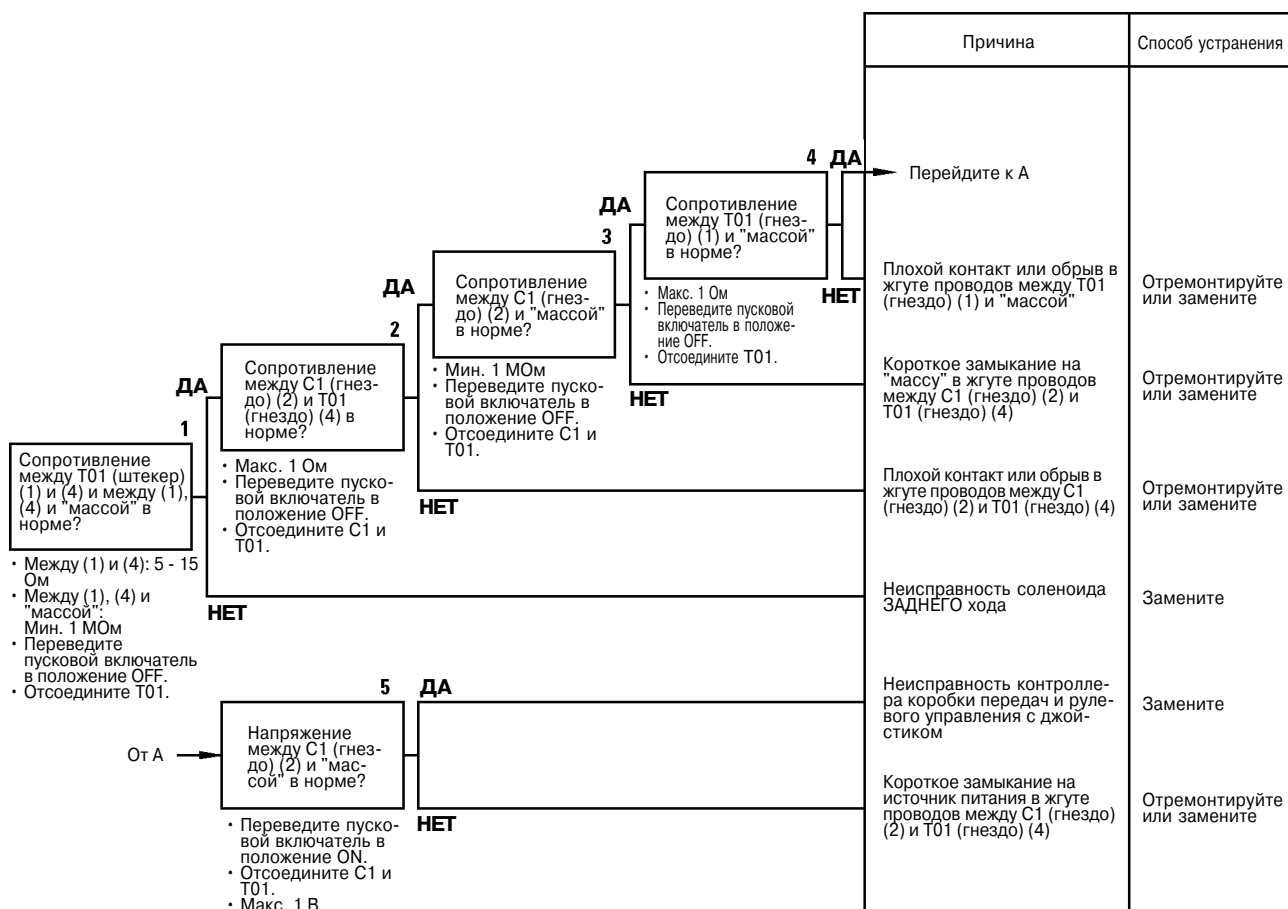 Причина
Способ устранения
4 ДА
Перейдите к А
Сопротивление
между T01 (гнез-
до) (1) и "массой"
в норме?
ДА
3
НЕТ
• Макс. 1 Ом
• Переведите пусковой
включатель в положе-
ние OFF.
• Отсоедините T01.
Плохой контакт или обрыв в
жгуте проводов между T01
(гнездо) (1) и "массой"
Отремонтируйте
или замените
Сопротивление
между C1 (гнез-
до) (2) и "массой"
в норме?
ДА
2
НЕТ
• Мин. 1 МОм
• Переведите пуско-
вой включатель в
положение OFF.
• Отсоедините C1 и
T01.
Короткое замыкание на
"массу" в жгуте проводов
между C1 (гнездо) (2) и
T01 (гнездо) (4)
Отремонтируйте
или замените
Сопротивление
между C1 (гнез-
до) (2) и T01
(гнездо) (4) в
норме?
ДА
1
НЕТ
• Макс. 1 Ом
• Переведите пуско-
вой включатель в
положение OFF.
• Отсоедините C1 и
T01.
Плохой контакт или обрыв в
жгуте проводов между C1
(гнездо) (2) и T01 (гнездо) (4)
Отремонтируйте
или замените
Сопротивление
между T01 (штекер)
(1) и (4) и между (1),
(4) и "массой" в
норме?
НЕТ
• Между (1) и (4): 5 - 15
Ом
• Между (1), (4) и
"массой":
Мин. 1 МОм
• Переведите
пусковой включатель
в положение OFF.
• Отсоедините T01.
Неисправность соленоида
ЗАДНЕГО хода
Замените
5 ДА
От А
Напряжение
между C1 (гнез-
до) (2) и "мас-
сой" в норме?
Неисправность контролле-
ра коробки передач и руле-
вого управления с джой-
стиком
Замените
НЕТ
• Переведите пуско-
вой включатель в
положение ON.
• Отсоедините C1 и
T01.
• Макс. 1 В
Короткое замыкание на
источник питания в жгуте
проводов между C1 (гнездо)
(2) и T01 (гнездо) (4)
Отремонтируйте
или замените